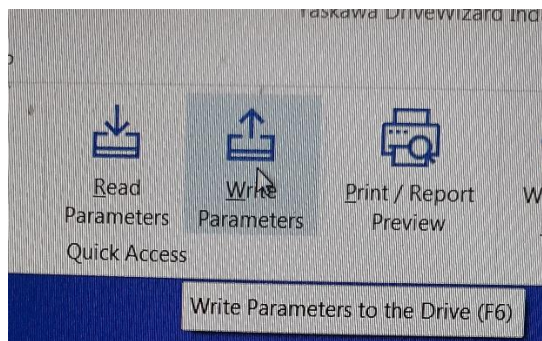 Yaskawa DriveWizard Ind
Read
Parameters
Write
Parameters
Print / Report
Preview
W
Quick Access
Write Parameters to the Drive (F6)